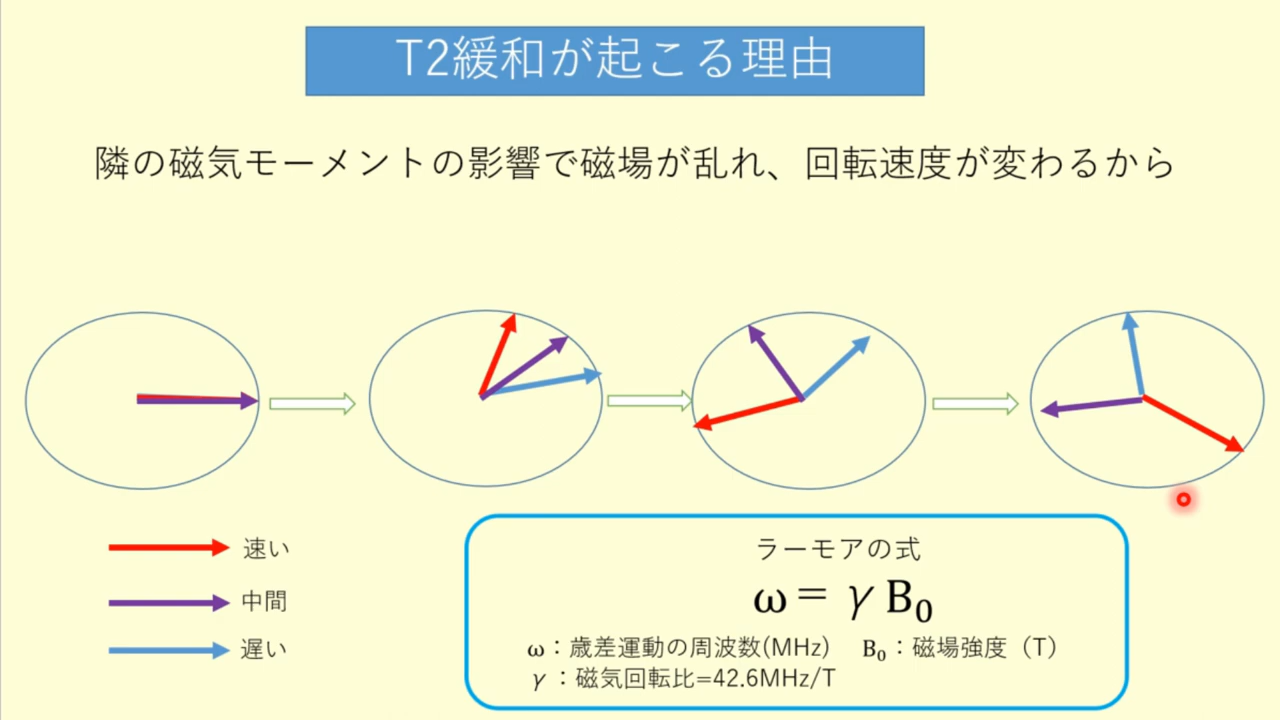 T2緩和が起こる理由
隣の磁気モーメントの影響で磁場が乱れ、回転速度が変わるから
速い
中間
遅い
ラーモアの式
ω＝γB₀
ω：歳差運動の周波数(MHz)　B₀：磁場強度（T）
γ：磁気回転比=42.6MHz/T